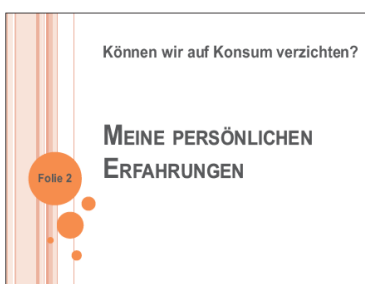 Können wir auf Konsum verzichten?
MEINE PERSÖNLICHEN
ERFAHRUNGEN
Folie 2